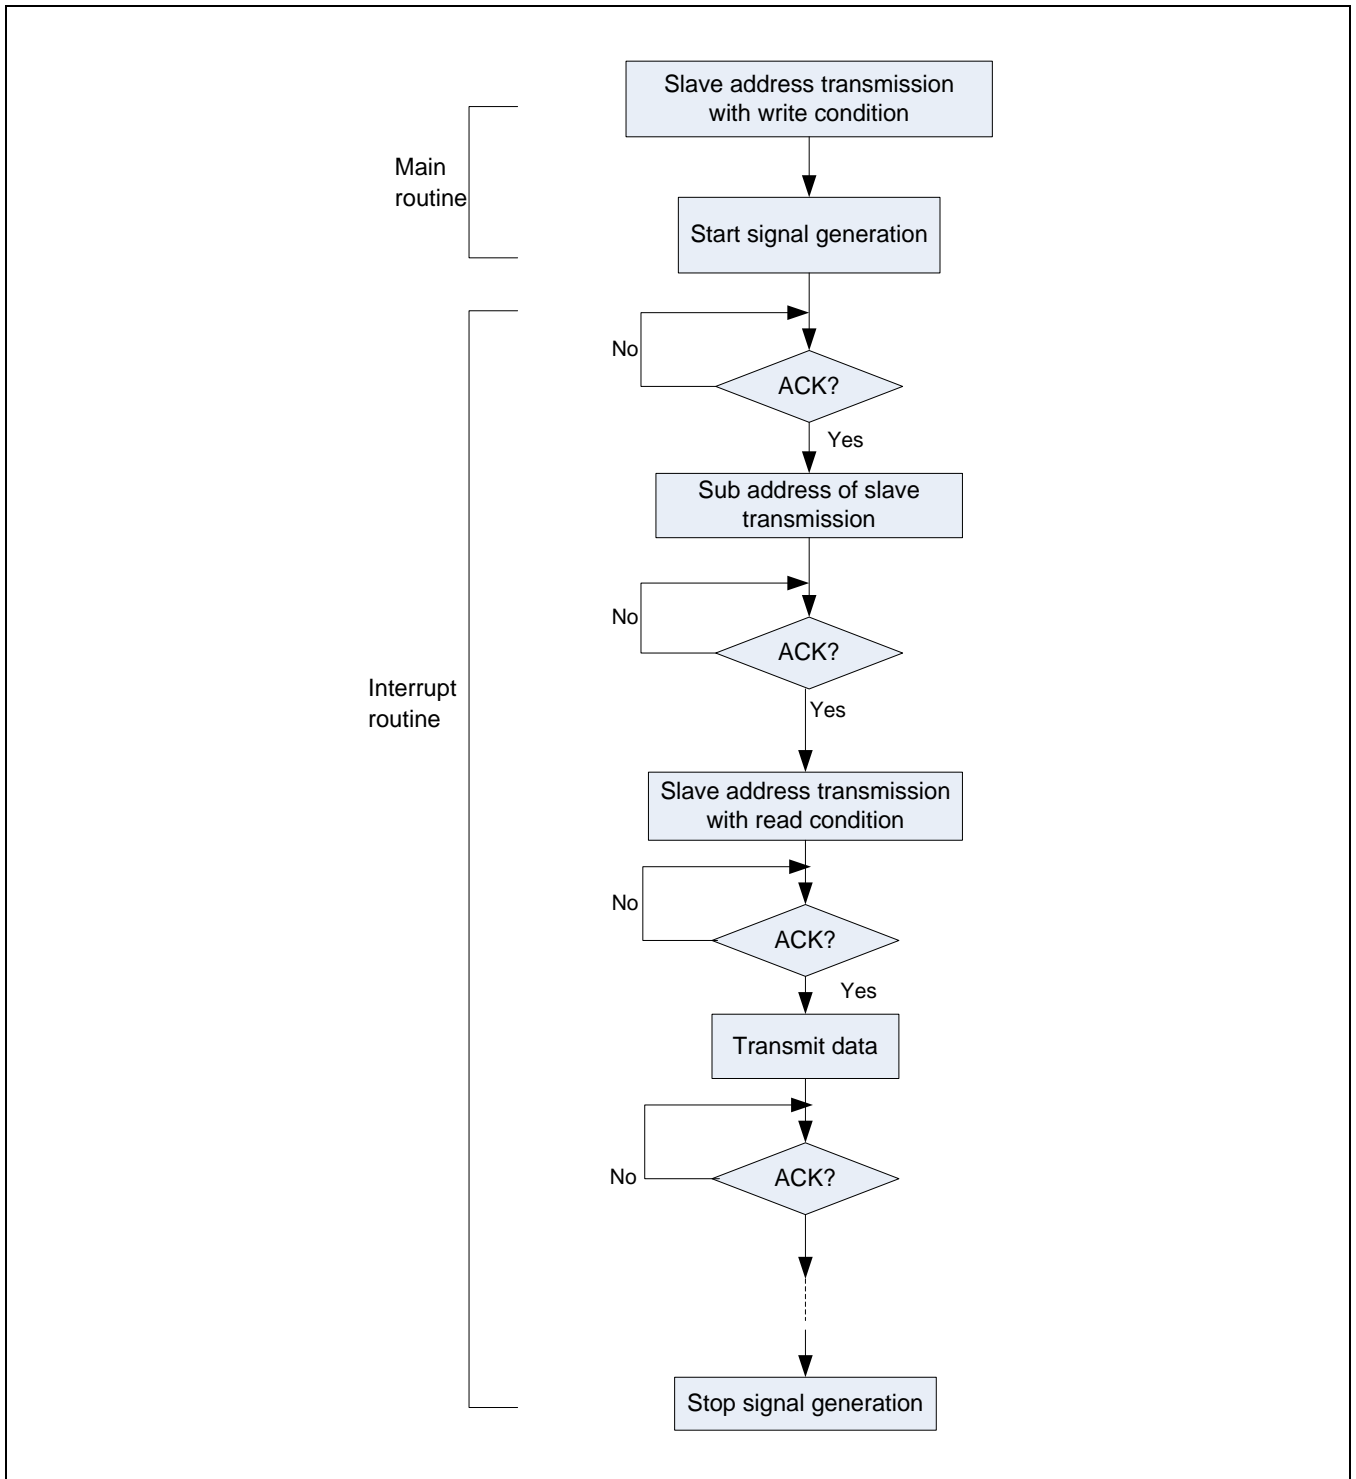 Slave address transmission
with write condition
Main
routine
Start signal generation
No
ACK?
Yes
Sub address of slave
transmission
No
ACK?
Interrupt
routine
Yes
Slave address transmission
with read condition
No
ACK?
Yes
Transmit data
No
ACK?
Stop signal generation